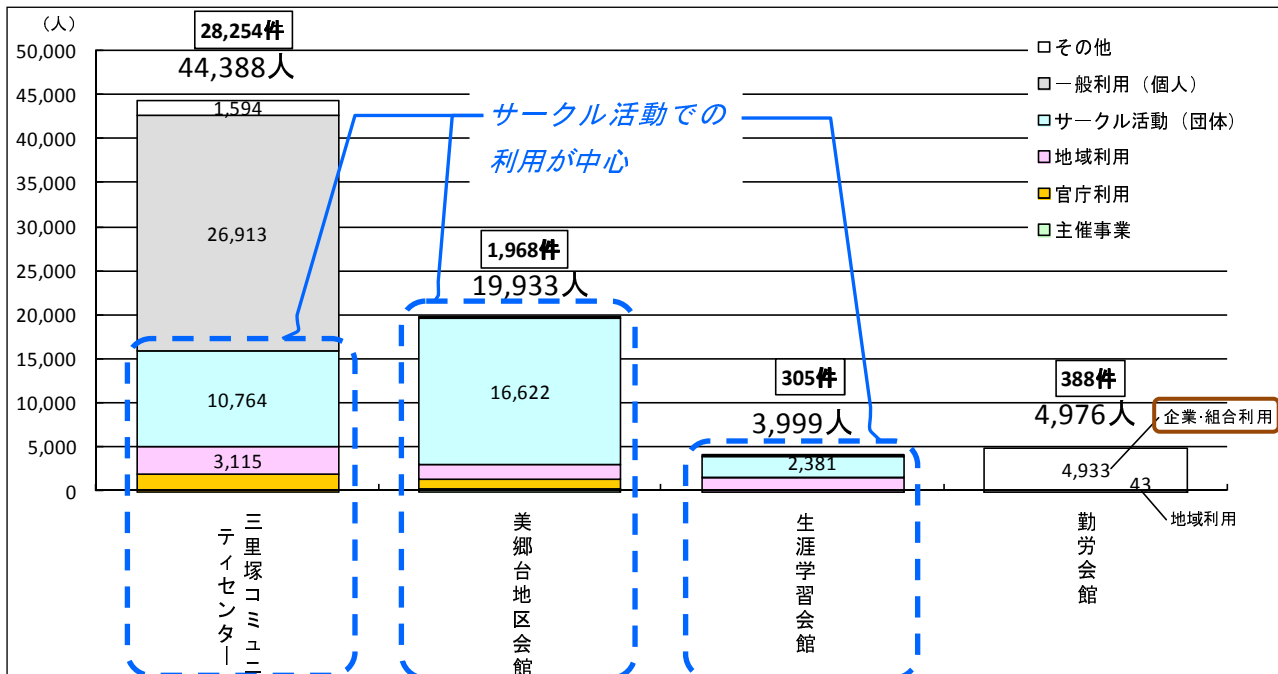 （人）
50,000
45,000
40,000
35,000
30,000
25,000
20,000
15,000
10,000
5,000
0
28,254件
44,388人
1,594
26,913
10,764
3,115
1,968件
19,933人
16,622
305件
3,999人
2,381
388件
4,976人
4,933
43
企業・組合利用
地域利用
サークル活動での
利用が中心
その他
一般利用（個人）
サークル活動（団体）
地域利用
官庁利用
主催事業
三里塚コミュニ
ティセンター
美郷台地区会館
生涯学習会館
勤労会館